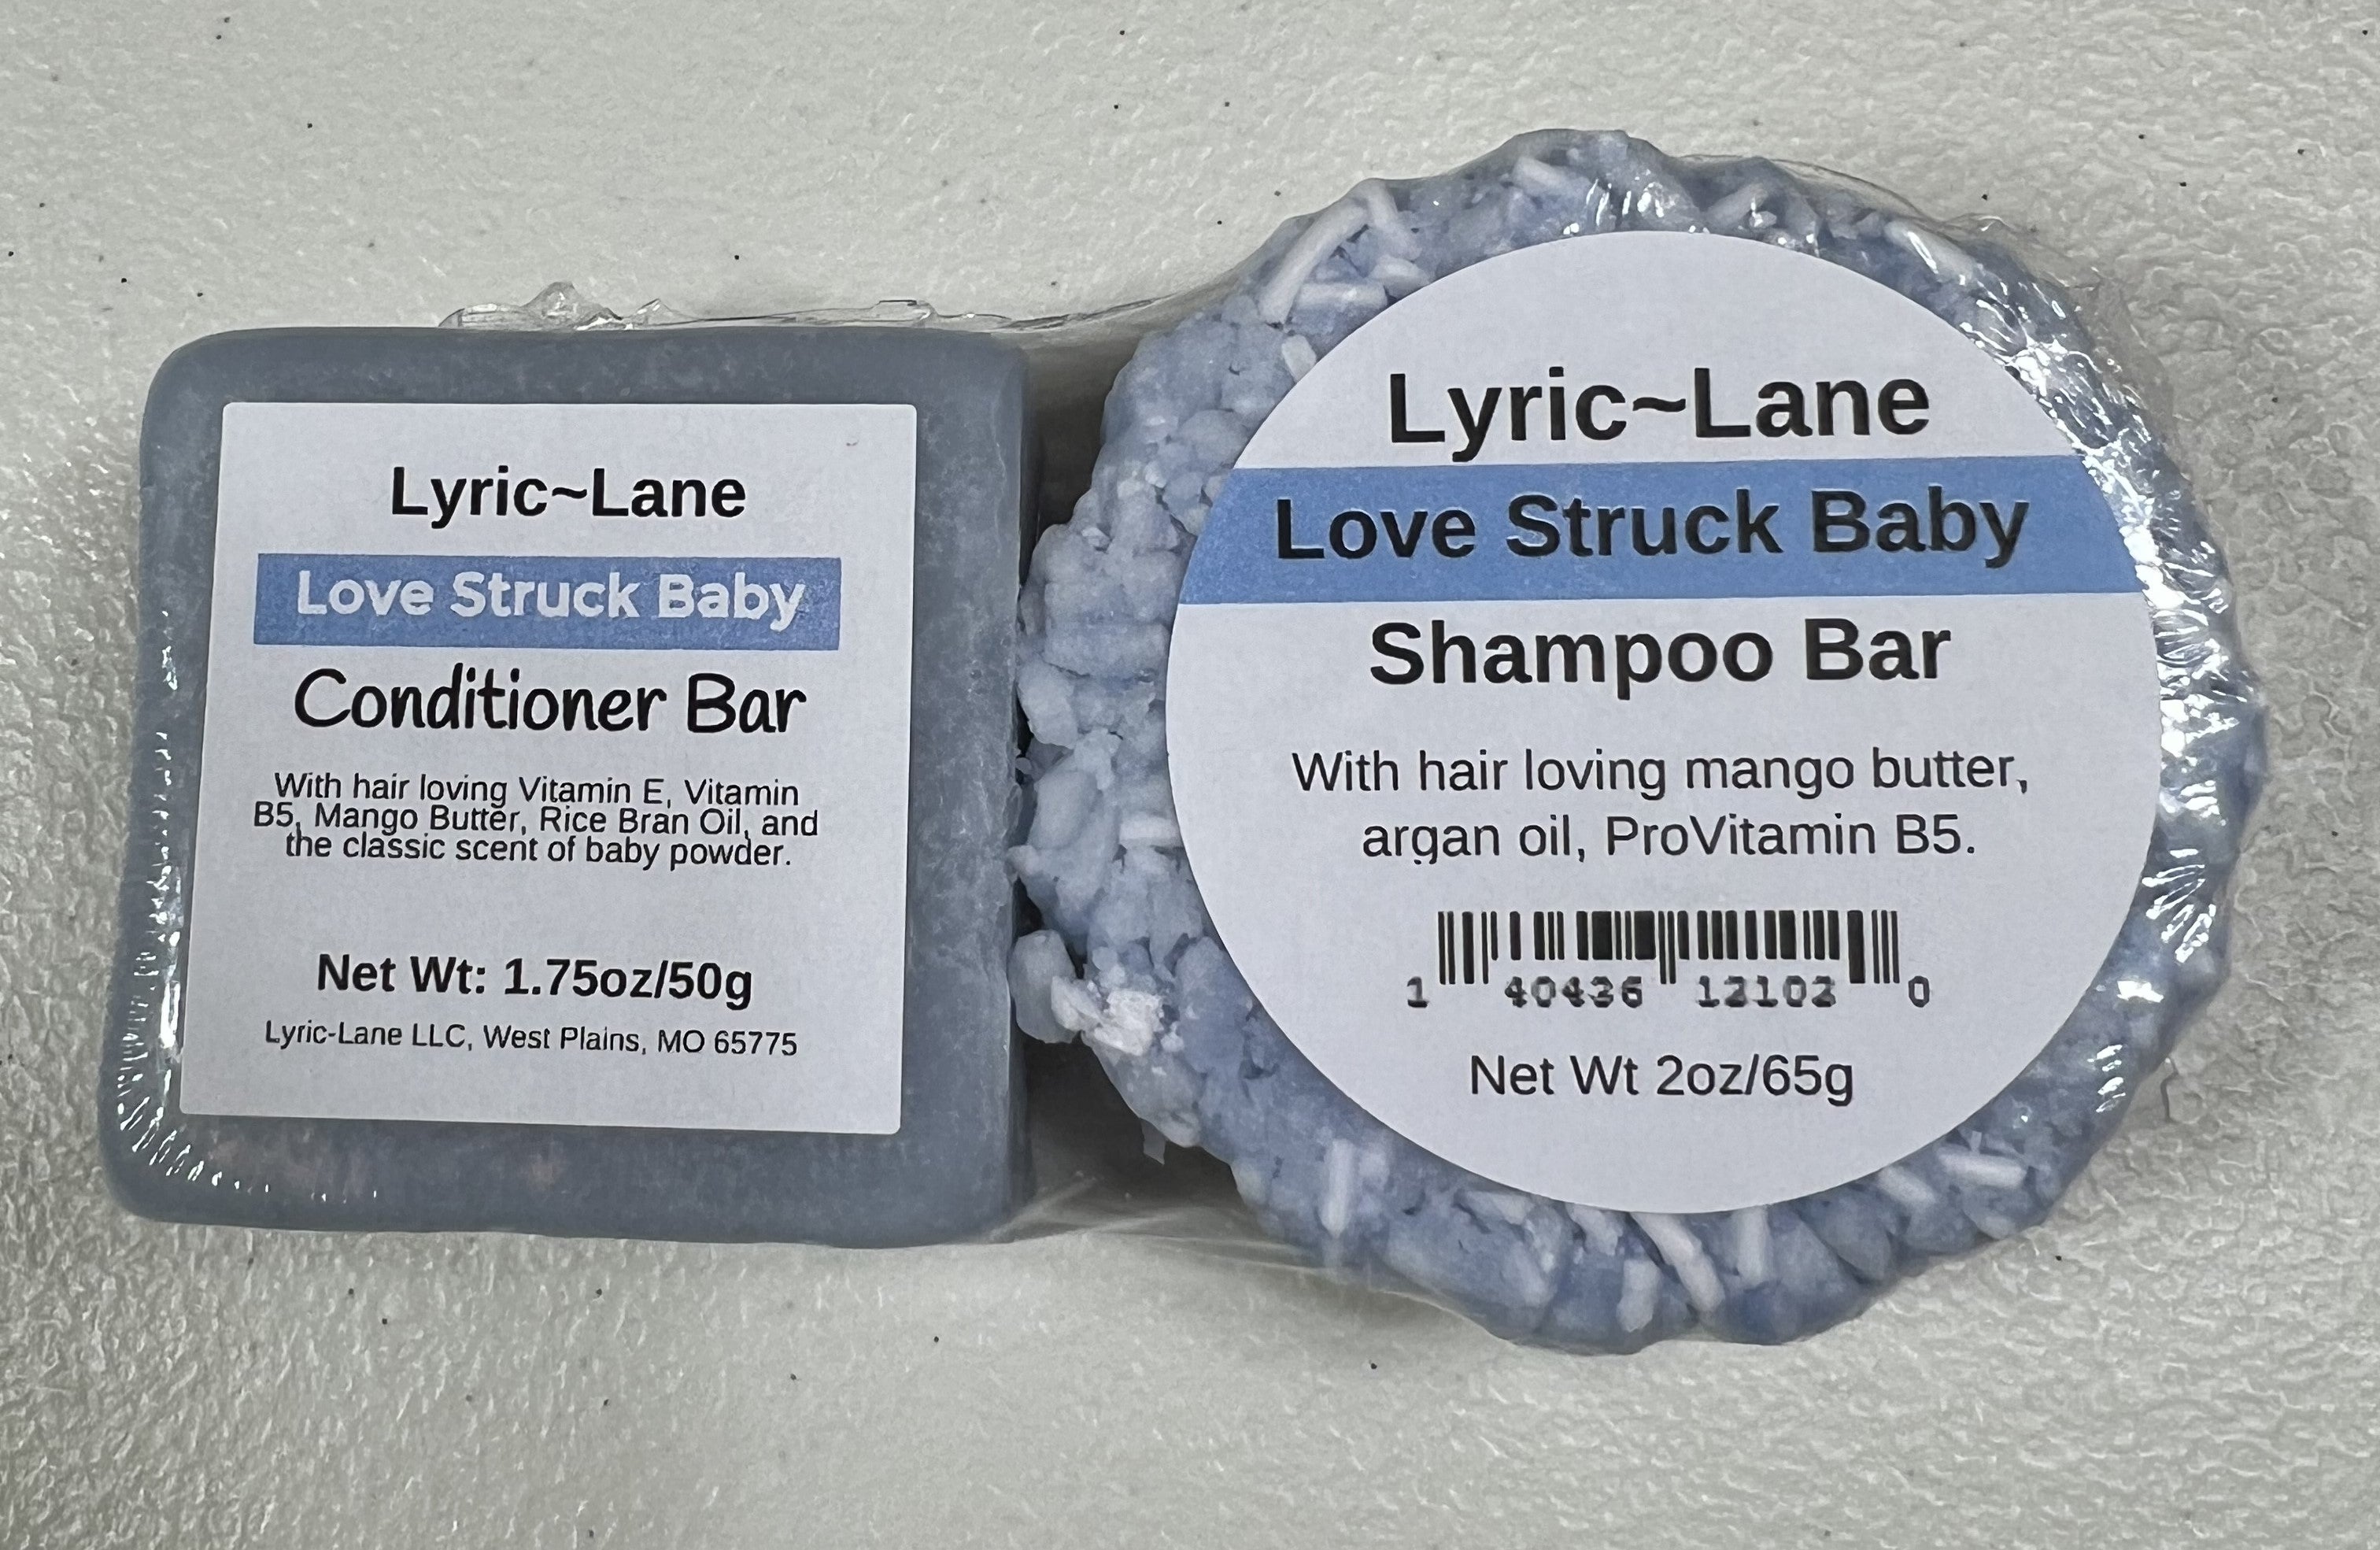 Lyric~Lane
Love Struck Baby
Conditioner Bar
With hair loving Vitamin E, Vitamin
B5, Mango Butter, Rice Bran Oil, and
the classic scent of baby powder.
Net Wt: 1.75oz/50g
Lyric-Lane LLC, West Plains, MO 65775
Lyric~Lane
Love Struck Baby
Shampoo Bar
With hair loving mango butter,
argan oil, ProVitamin B5.
1 40436 12102 0
Net Wt 2oz/65g